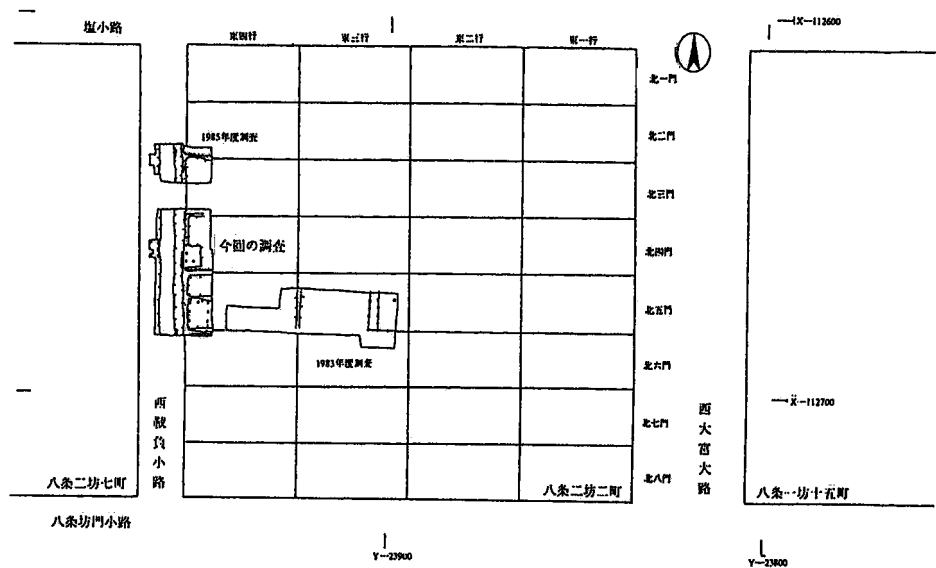 塩小路
東四行
東三行
東二行
東一行
X-112600
北一門
北二門
北三門
北四門
北五門
北六門
北七門
北八門
1985年度調査
今回の調査
1983年度調査
X-112700
西靱負小路
西大宮大路
八条二坊七町
八条二坊二町
八条一坊十五町
八条坊門小路
Y-23900
Y-23800